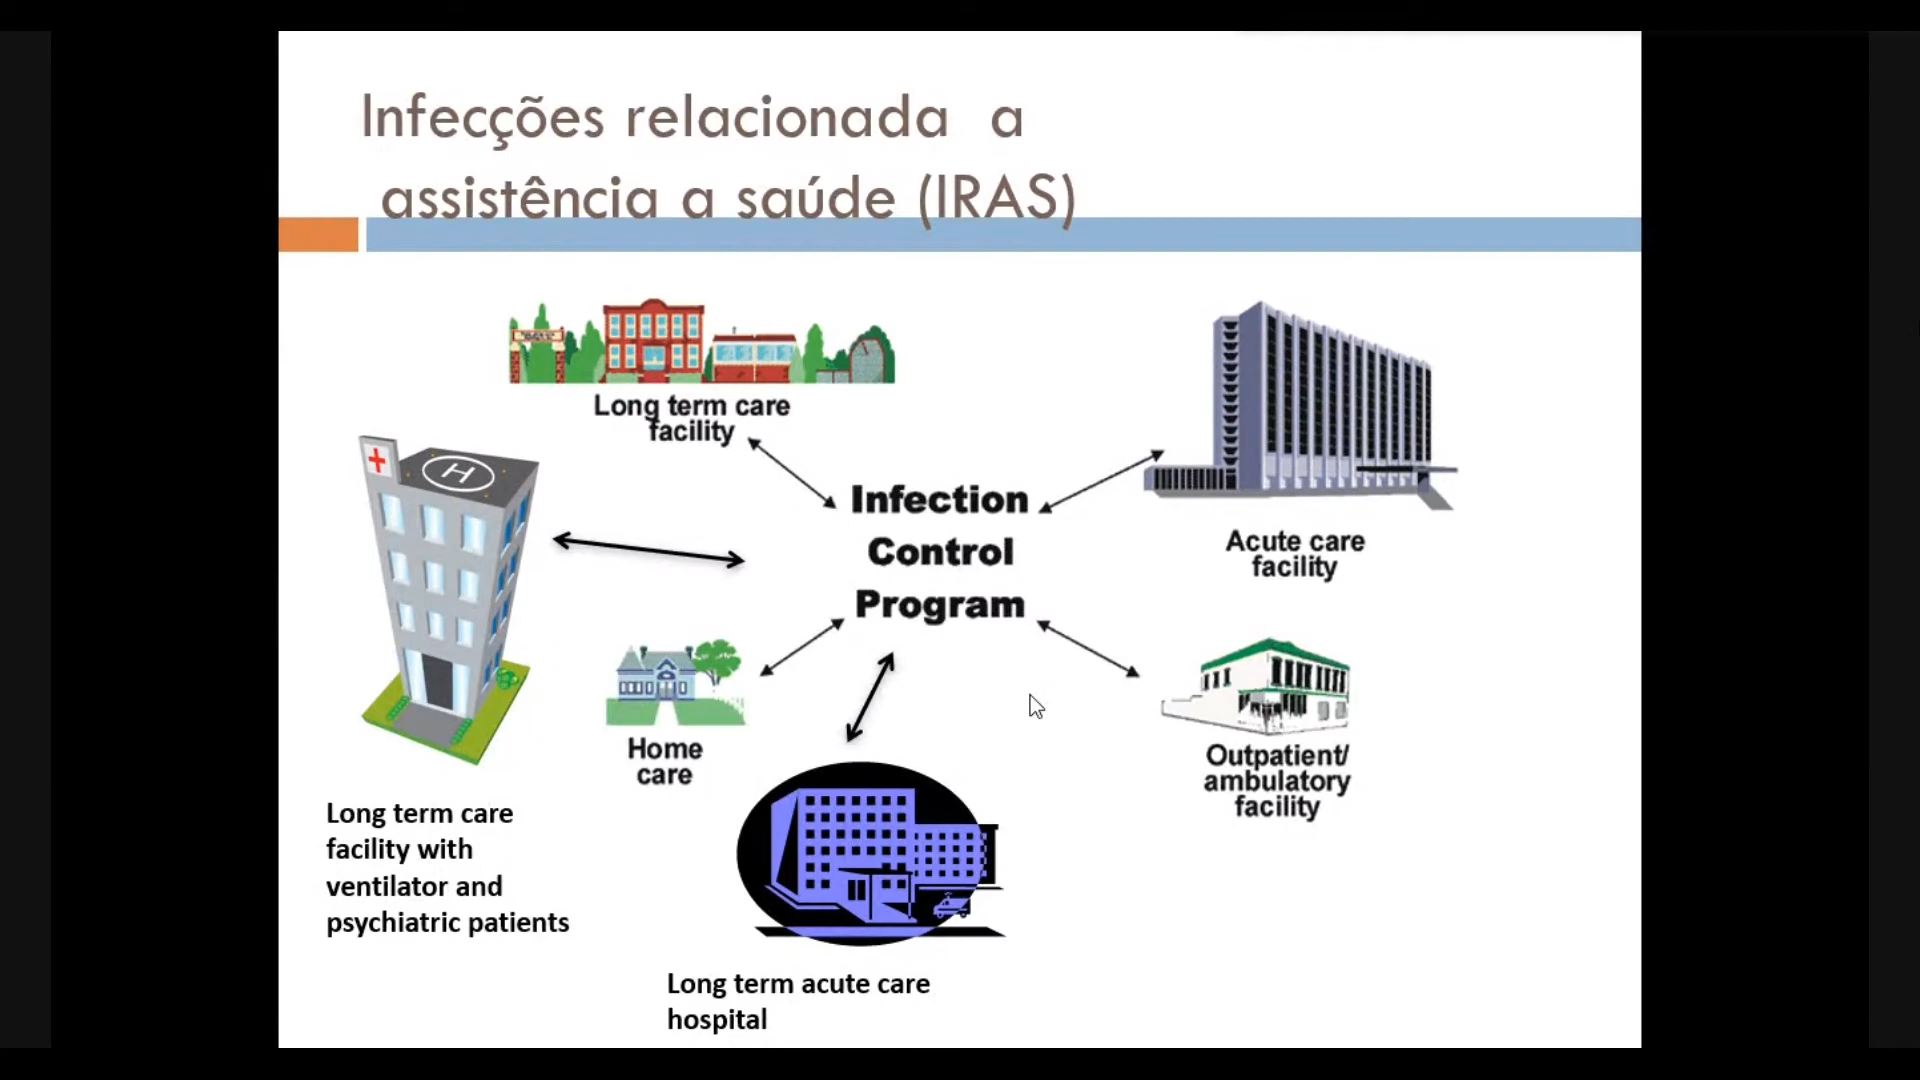 Infecções relacionada a
assistência a saúde (IRAS)
Long term care
facility
Infection
Control
Program
Acute care
facility
H
Home
care
Outpatient/
ambulatory
facility
Long term care
facility with
ventilator and
psychiatric patients
Long term acute care
hospital